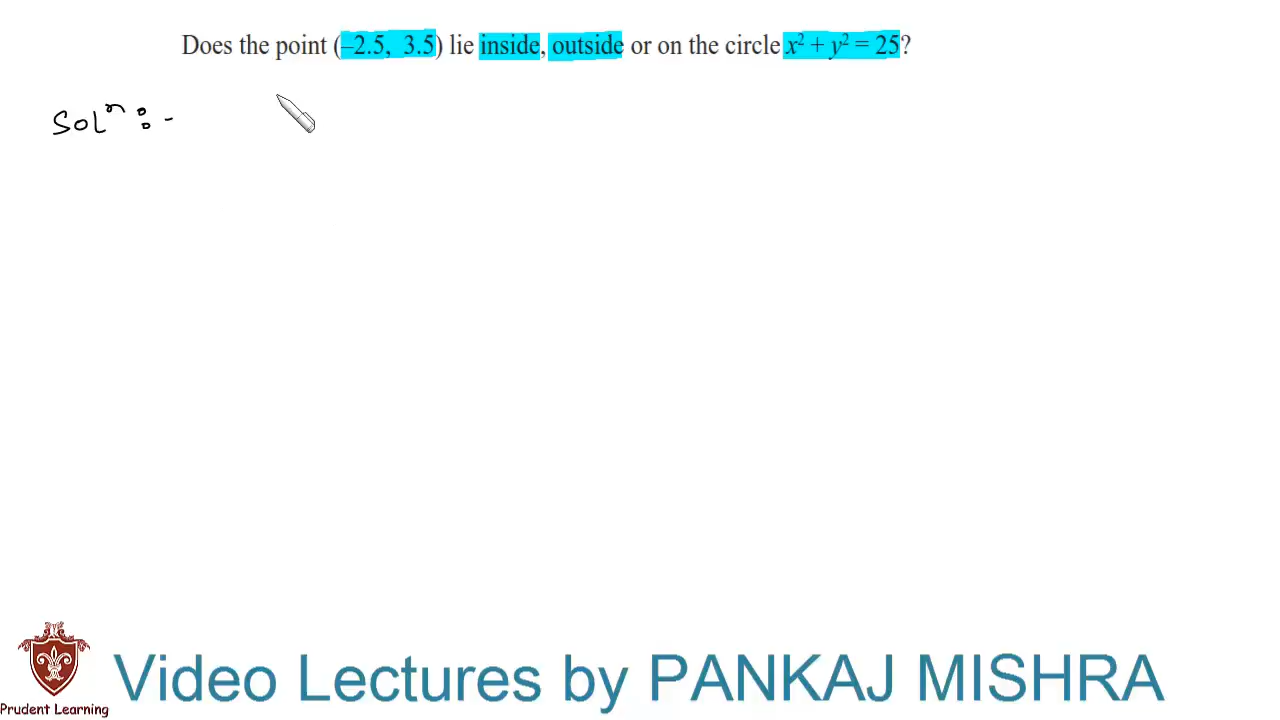 Does the point (–2.5, 3.5) lie inside, outside or on the circle x² + y² = 25?
Solⁿ :-
Prudent Learning
Video Lectures by PANKAJ MISHRA